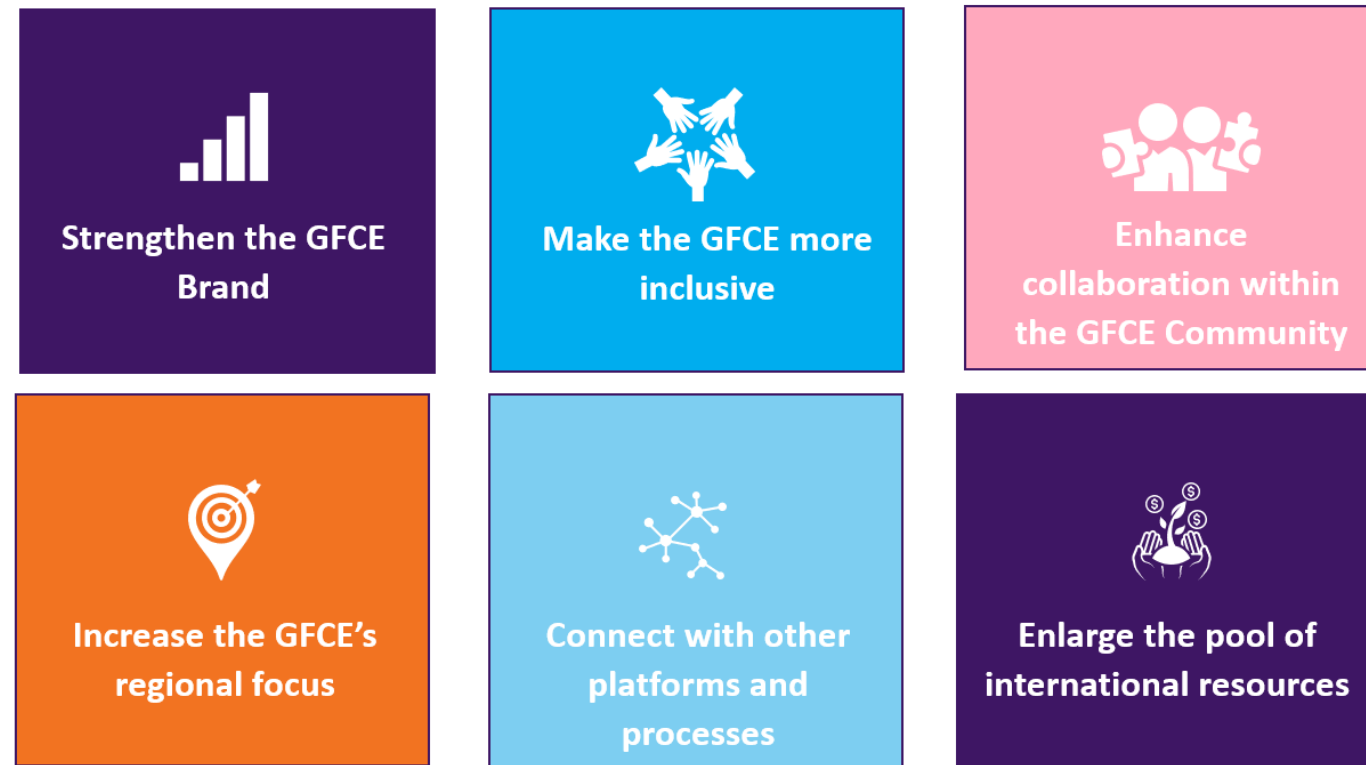 Strengthen the GFCE
Brand
Make the GFCE more
inclusive
Enhance
collaboration within
the GFCE Community
Increase the GFCE’s
regional focus
Connect with other
platforms and
processes
$
$
$
Enlarge the pool of
international resources